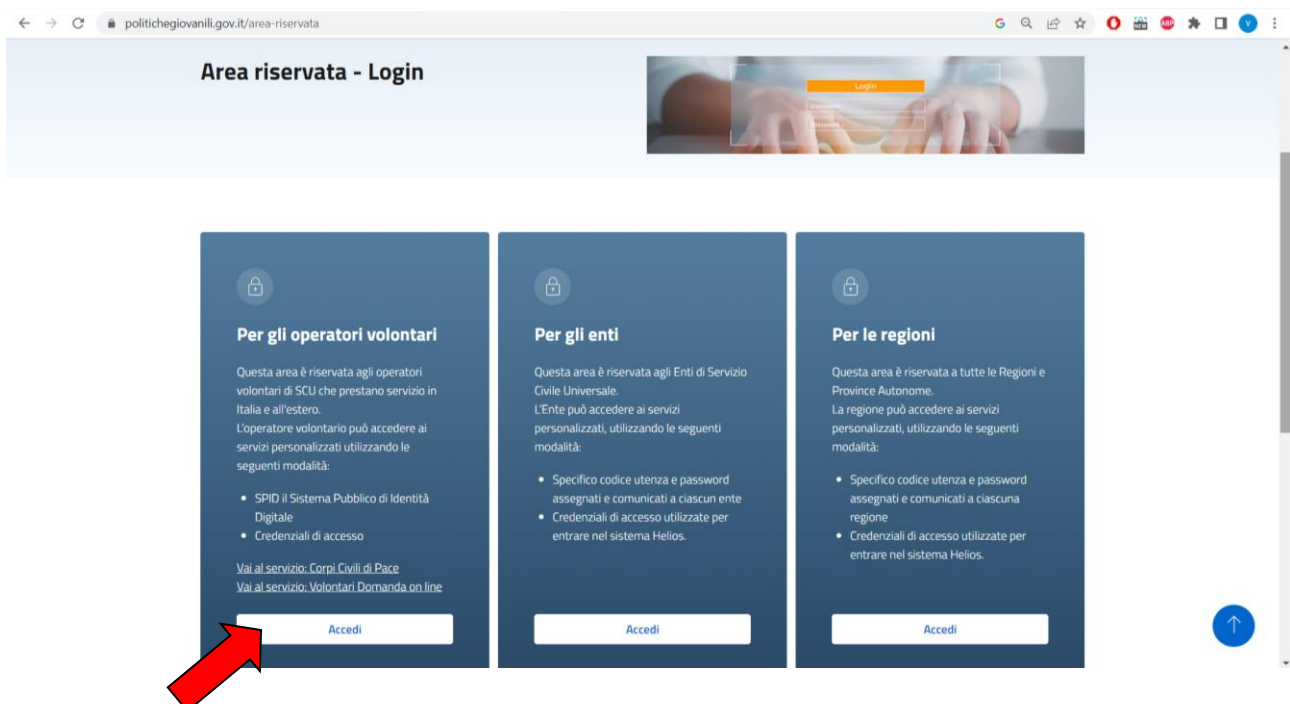 politichegiovanili.gov.it/area-riservata
Area riservata - Login
Login
Per gli operatori volontari
Questa area è riservata agli operatori
volontari di SCU che prestano servizio in
Italia e all'estero.
L'operatore volontario può accedere ai
servizi personalizzati utilizzando le
seguenti modalità:
SPID il Sistema Pubblico di Identità
Digitale
Credenziali di accesso
Vai al servizio: Corpi Civili di Pace
Vai al servizio: Volontari Domanda on line
Accedi
Per gli enti
Questa area è riservata agli Enti di Servizio
Civile Universale.
L'Ente può accedere ai servizi
personalizzati, utilizzando le seguenti
modalità:
Specifico codice utenza e password
assegnati e comunicati a ciascun ente
Credenziali di accesso utilizzate per
entrare nel sistema Helios.
Accedi
Per le regioni
Questa area è riservata a tutte le Regioni e
Province Autonome.
La regione può accedere ai servizi
personalizzati, utilizzando le seguenti
modalità:
Specifico codice utenza e password
assegnati e comunicati a ciascuna
regione
Credenziali di accesso utilizzate per
entrare nel sistema Helios.
Accedi